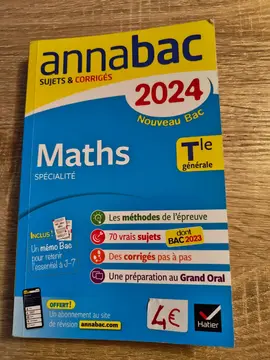 annabac
SUJETS & CORRIGÉS
2024
Nouveau Bac
Maths
SPÉCIALITÉ
Tle
générale
Les méthodes de l'épreuve
70 vrais sujets dont BAC 2023
Des corrigés pas à pas
Une préparation au Grand Oral
INCLUS !
Un mémo Bac
pour retenir
l'essentiel à J-7
OFFERT !
Un abonnement au site
de révision annabac.com
4€
Hatier